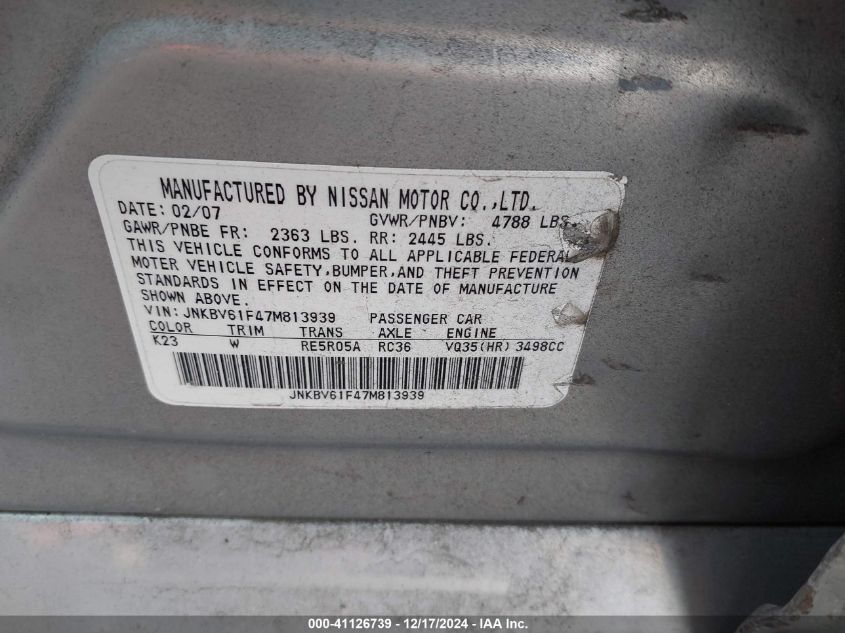 MANUFACTURED BY NISSAN MOTOR CO.,LTD.
DATE: 02/07 GVWR/PNBV: 4788 LBS.
GAWR/PNBE FR: 2363 LBS. RR: 2445 LBS.
THIS VEHICLE CONFORMS TO ALL APPLICABLE FEDERAL
MOTER VEHICLE SAFETY,BUMPER,AND THEFT PREVENTION
STANDARDS IN EFFECT ON THE DATE OF MANUFACTURE
SHOWN ABOVE.
VIN: JNKBV61F47M813939 PASSENGER CAR
COLOR TRIM TRANS AXLE ENGINE
K23 W RE5R05A RC36 VQ35(HR) 3498CC
JNKBV61F47M813939
000-41126739 - 12/17/2024 - IAA Inc.